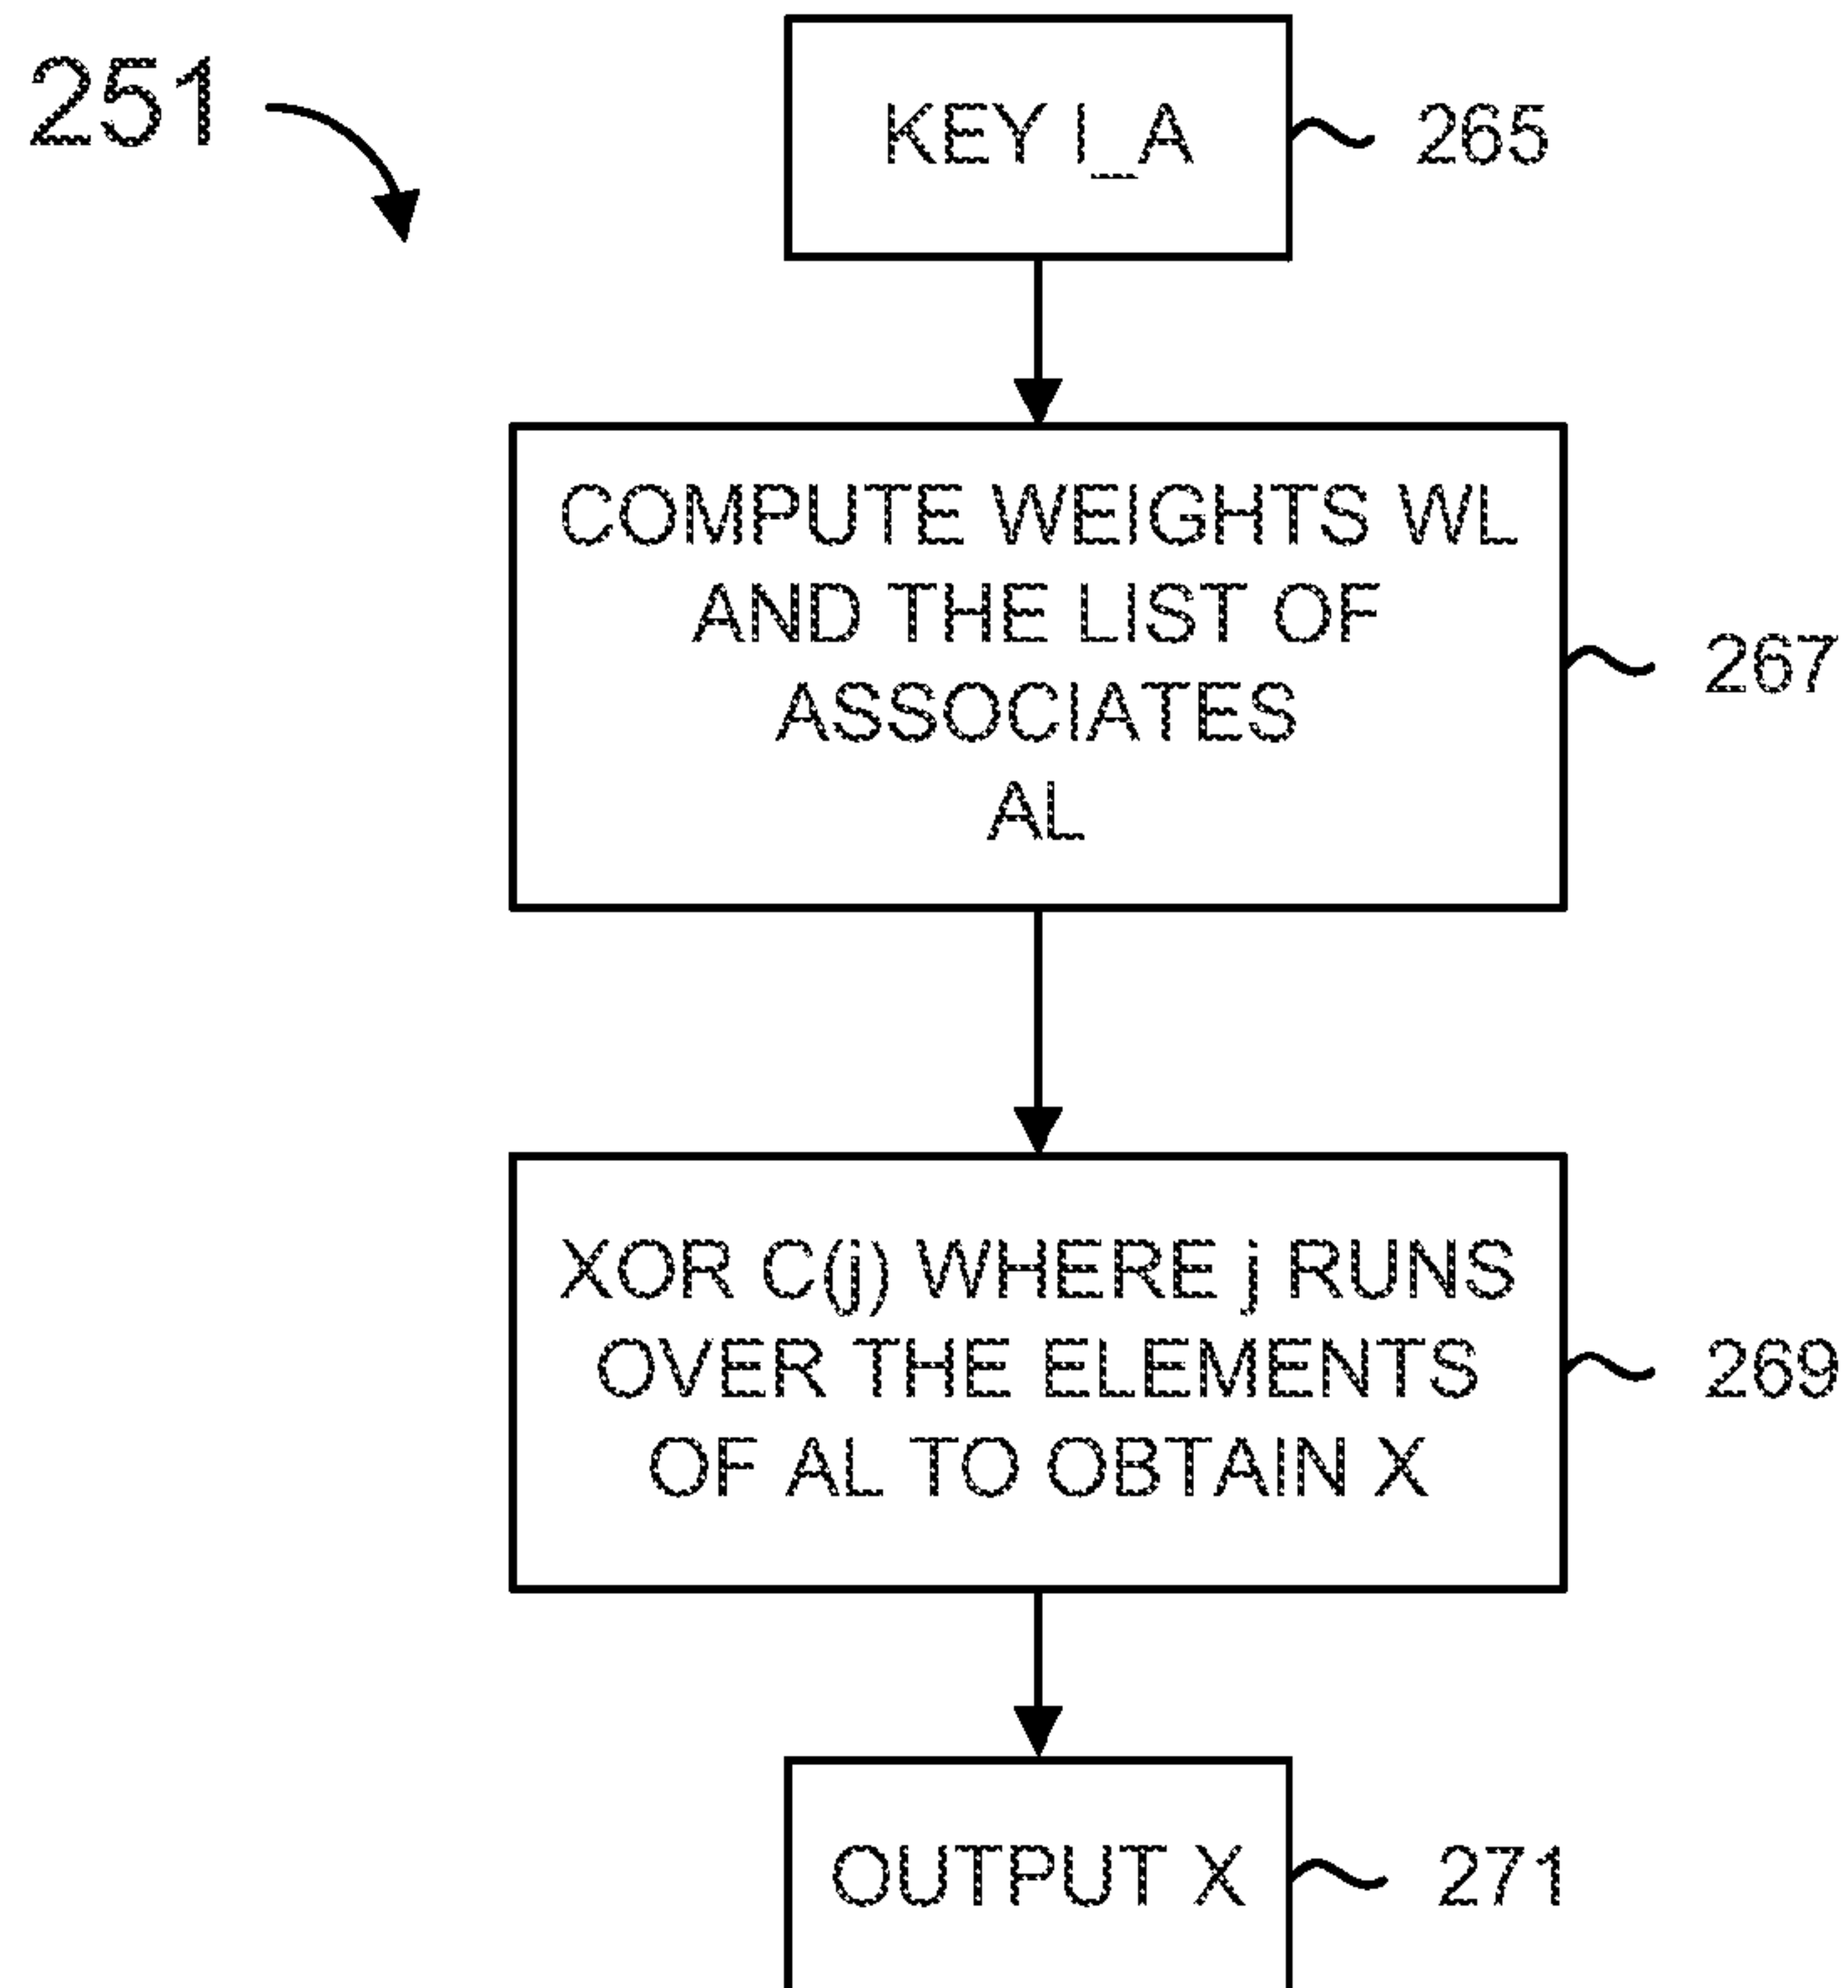 251
KEY I_A
265
COMPUTE WEIGHTS WL
AND THE LIST OF
ASSOCIATES
AL
267
XOR C(j) WHERE j RUNS
OVER THE ELEMENTS
OF AL TO OBTAIN X
269
OUTPUT X
271